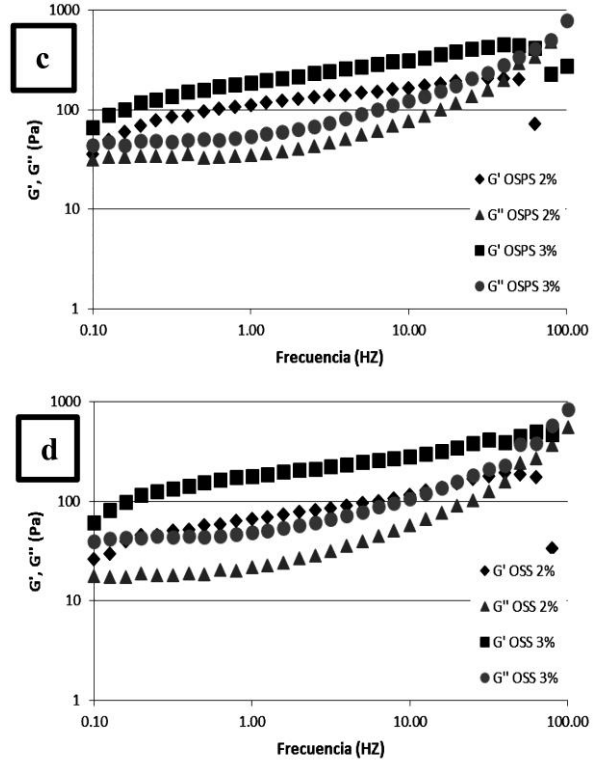 c
1000
100
10
1
G', G'' (Pa)
0.10 1.00 10.00 100.00
Frecuencia (HZ)
G' OSPS 2%
G'' OSPS 2%
G' OSPS 3%
G'' OSPS 3%
d
1000
100
10
1
G', G'' (Pa)
0.10 1.00 10.00 100.00
Frecuencia (HZ)
G' OSS 2%
G'' OSS 2%
G' OSS 3%
G'' OSS 3%